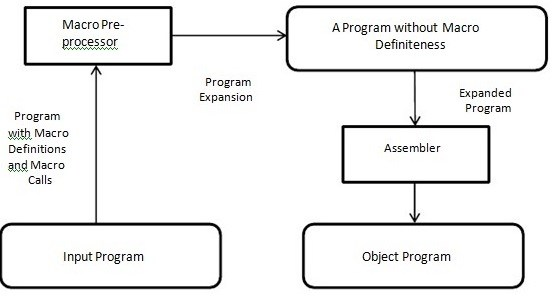 Macro Pre-
processor
A Program without Macro
Definiteness
Program
Expansion
Expanded
Program
Program
with Macro
Definitions
and Macro
Calls
Assembler
Input Program
Object Program